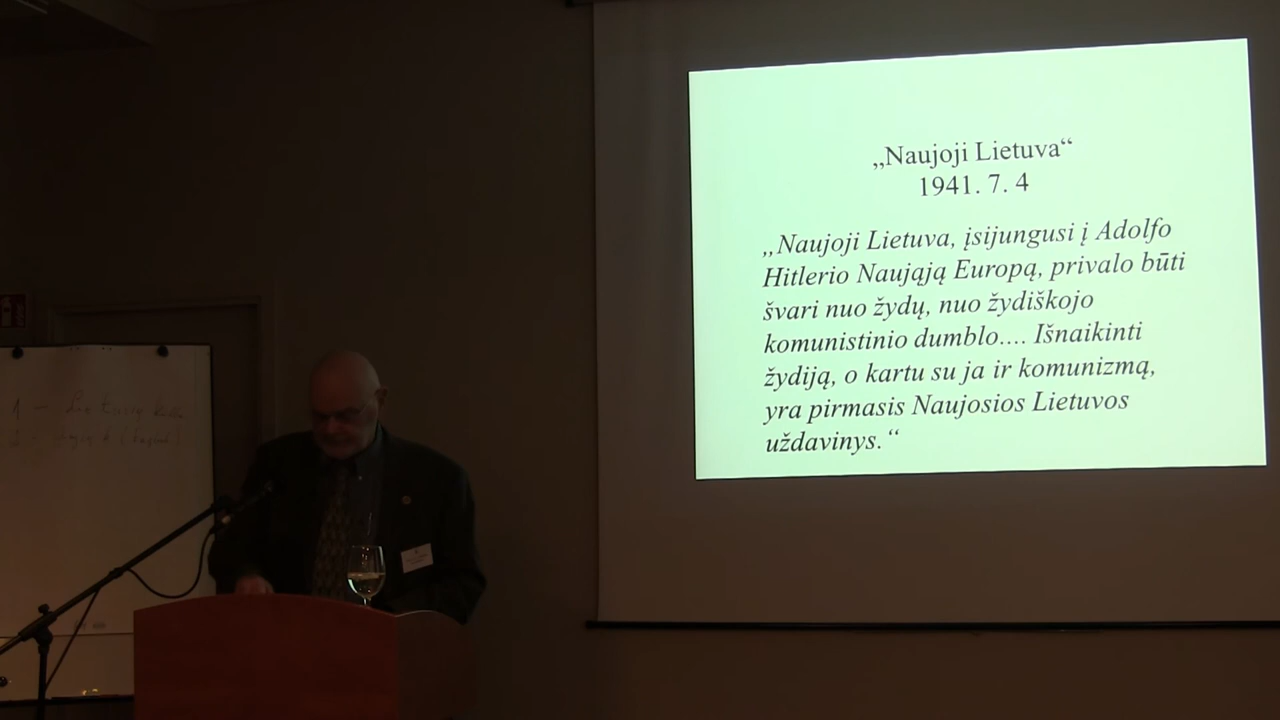 „Naujoji Lietuva“
1941. 7. 4
„Naujoji Lietuva, įsijungusi į Adolfo
Hitlerio Naująją Europą, privalo būti
švari nuo žydų, nuo žydiškojo
komunistinio dumblo.... Išnaikinti
žydiją, o kartu su ja ir komunizmą,
yra pirmasis Naujosios Lietuvos
uždavinys.“